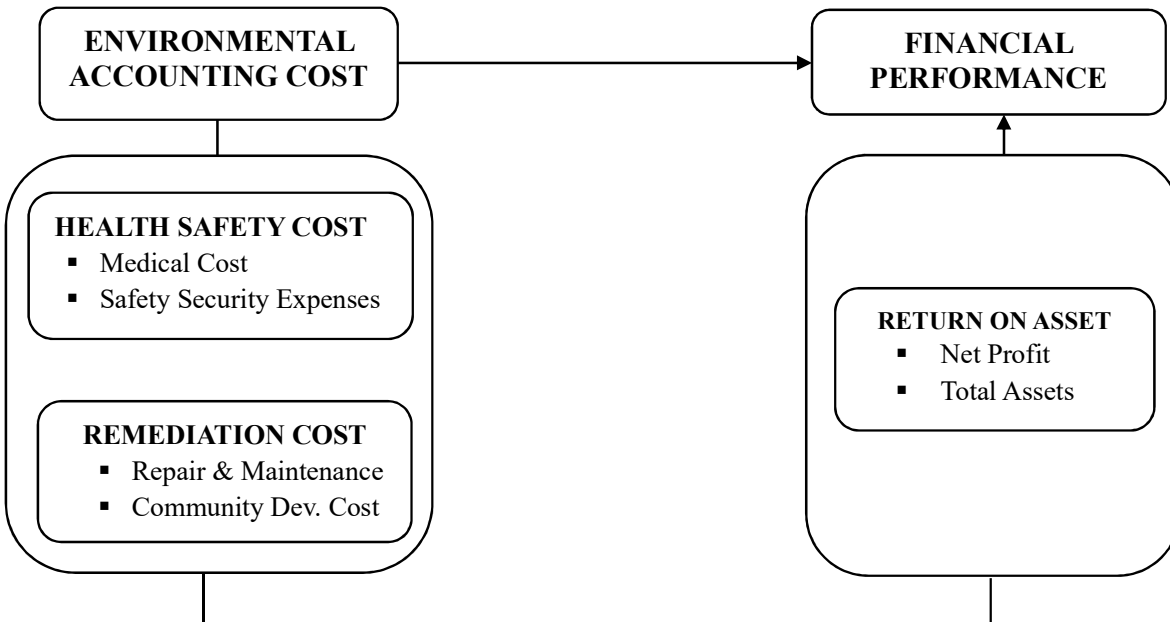 ENVIRONMENTAL
ACCOUNTING COST
FINANCIAL
PERFORMANCE
HEALTH SAFETY COST
▪ Medical Cost
▪ Safety Security Expenses
RETURN ON ASSET
▪ Net Profit
▪ Total Assets
REMEDIATION COST
▪ Repair & Maintenance
▪ Community Dev. Cost